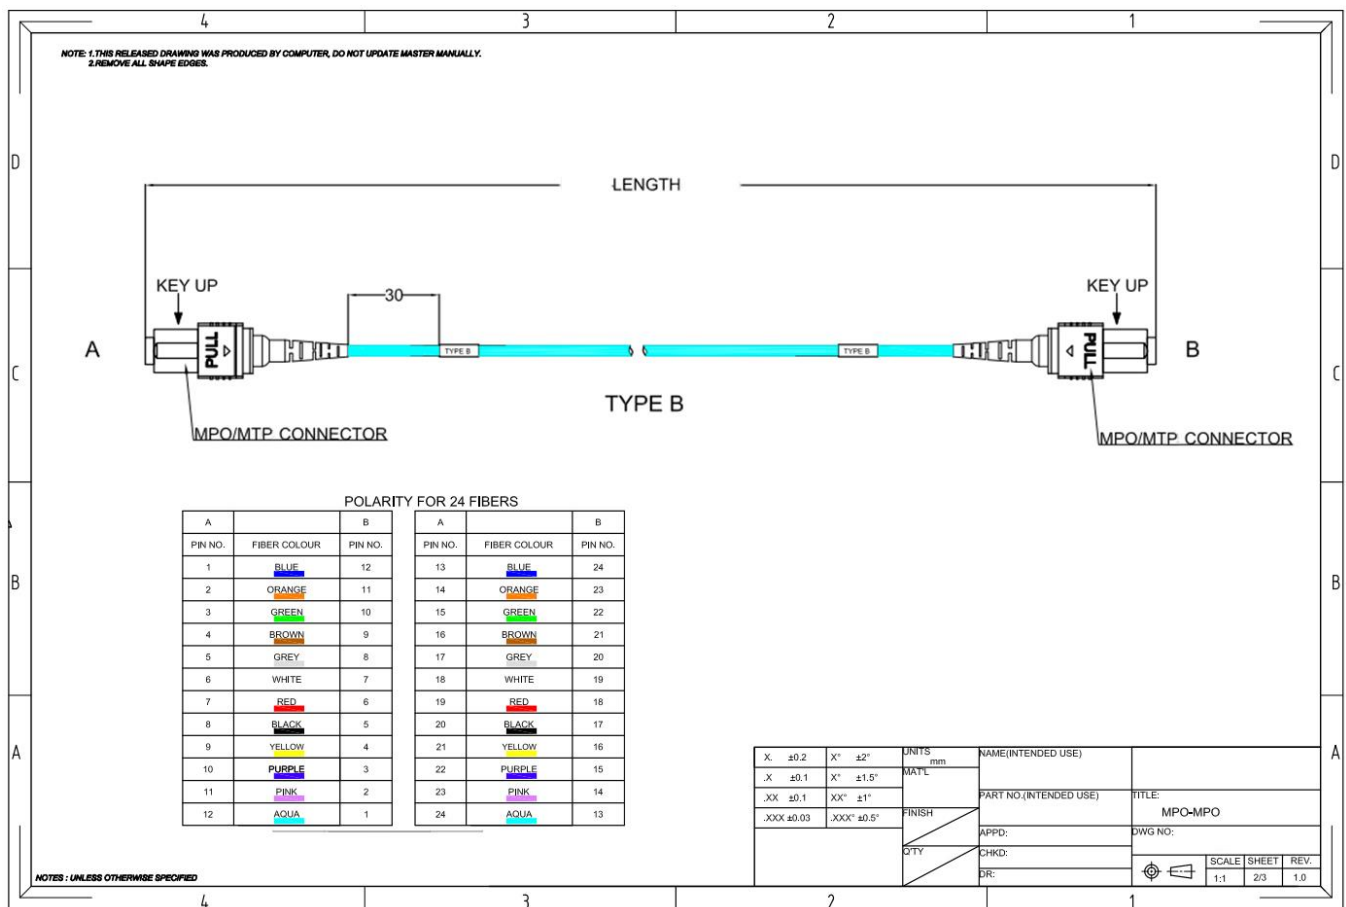 4 3 2 1
NOTE: 1.THIS RELEASED DRAWING WAS PRODUCED BY COMPUTER, DO NOT UPDATE MASTER MANUALLY.
2.REMOVE ALL SHAPE EDGES.
D D
LENGTH
KEY UP KEY UP
30
A PULL TYPE B TYPE B PULL B
C C
TYPE B
MPO/MTP CONNECTOR MPO/MTP CONNECTOR
POLARITY FOR 24 FIBERS
A B A B
PIN NO. FIBER COLOUR PIN NO. PIN NO. FIBER COLOUR PIN NO.
1 BLUE 12 13 BLUE 24
B B
2 ORANGE 11 14 ORANGE 23
3 GREEN 10 15 GREEN 22
4 BROWN 9 16 BROWN 21
5 GREY 8 17 GREY 20
6 WHITE 7 18 WHITE 19
7 RED 6 19 RED 18
8 BLACK 5 20 BLACK 17
9 YELLOW 4 21 YELLOW 16
10 PURPLE 3 22 PURPLE 15
11 PINK 2 23 PINK 14
12 AQUA 1 24 AQUA 13
A A
X. ±0.2 X° ±2°
.X ±0.1 X° ±1.5°
.XX ±0.1 XX° ±1°
.XXX ±0.03 .XXX° ±0.5°
UNITS
mm
MAT'L
FINISH
Q'TY
NAME(INTENDED USE)
PART NO.(INTENDED USE)
APPD:
CHKD:
DR:
TITLE:
MPO-MPO
DWG NO:
SCALE SHEET REV.
1:1 2/3 1.0
NOTES : UNLESS OTHERWISE SPECIFIED
4 3 2 1